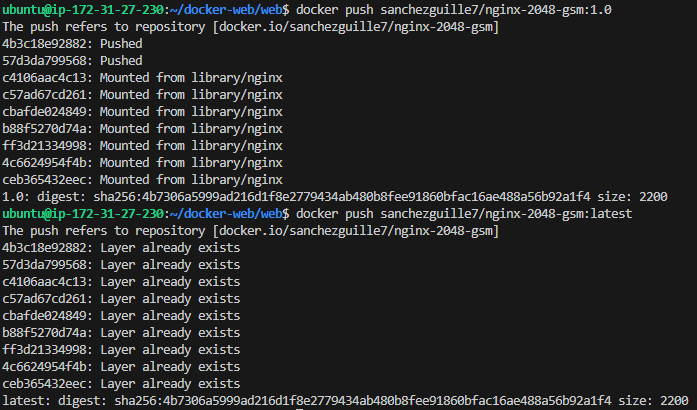 ubuntu@ip-172-31-27-230:~/docker-web/web$ docker push sanchezguille7/nginx-2048-gsm:1.0
The push refers to repository [docker.io/sanchezguille7/nginx-2048-gsm]
4b3c18e92882: Pushed
57d3da799568: Pushed
c4106aac4c13: Mounted from library/nginx
c57ad67cd261: Mounted from library/nginx
cbafde024849: Mounted from library/nginx
b88f5270d74a: Mounted from library/nginx
ff3d21334998: Mounted from library/nginx
4c6624954f4b: Mounted from library/nginx
ceb365432eec: Mounted from library/nginx
1.0: digest: sha256:4b7306a5999ad216d1f8e2779434ab480b8fee91860bfac16ae488a56b92a1f4 size: 2200
ubuntu@ip-172-31-27-230:~/docker-web/web$ docker push sanchezguille7/nginx-2048-gsm:latest
The push refers to repository [docker.io/sanchezguille7/nginx-2048-gsm]
4b3c18e92882: Layer already exists
57d3da799568: Layer already exists
c4106aac4c13: Layer already exists
c57ad67cd261: Layer already exists
cbafde024849: Layer already exists
b88f5270d74a: Layer already exists
ff3d21334998: Layer already exists
4c6624954f4b: Layer already exists
ceb365432eec: Layer already exists
latest: digest: sha256:4b7306a5999ad216d1f8e2779434ab480b8fee91860bfac16ae488a56b92a1f4 size: 2200